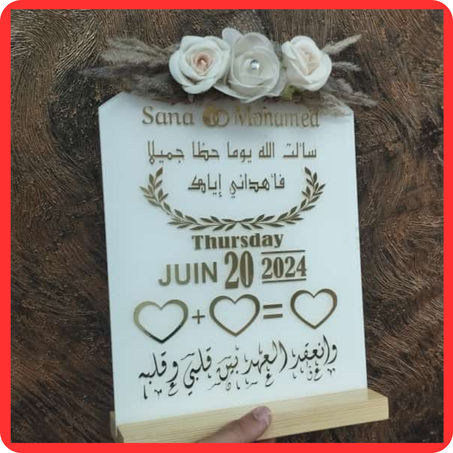 Sana Mohamed
سألت الله يوما حظا جميلا
فأهداني إياك
Thursday
JUIN 20 2024
+ =
وانعقد العهد بين قلبي وقلبه